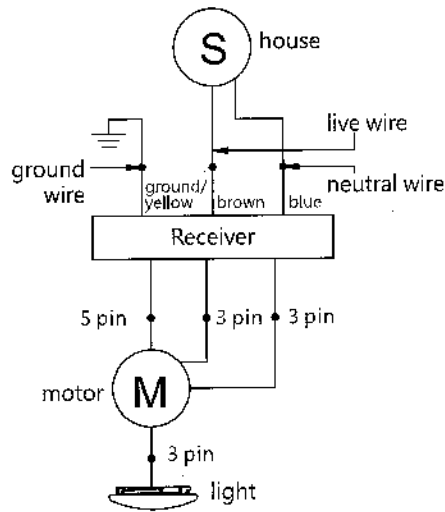 S
house
live wire
ground
wire
ground/
yellow
brown
blue
neutral wire
Receiver
5 pin
3 pin
3 pin
motor
M
3 pin
light